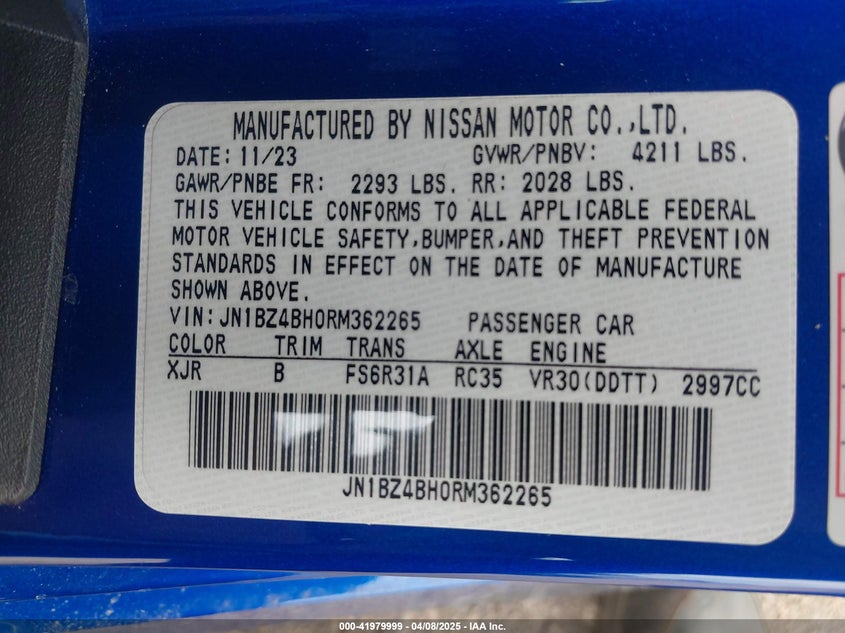 MANUFACTURED BY NISSAN MOTOR CO.,LTD.
DATE: 11/23 GVWR/PNBV: 4211 LBS.
GAWR/PNBE FR: 2293 LBS. RR: 2028 LBS.
THIS VEHICLE CONFORMS TO ALL APPLICABLE FEDERAL
MOTOR VEHICLE SAFETY,BUMPER,AND THEFT PREVENTION
STANDARDS IN EFFECT ON THE DATE OF MANUFACTURE
SHOWN ABOVE.
VIN: JN1BZ4BH0RM362265 PASSENGER CAR
COLOR TRIM TRANS AXLE ENGINE
XJR B FS6R31A RC35 VR30(DDTT) 2997CC
JN1BZ4BH0RM362265
000-41979999 | 04/08/2025 - IAA Inc.